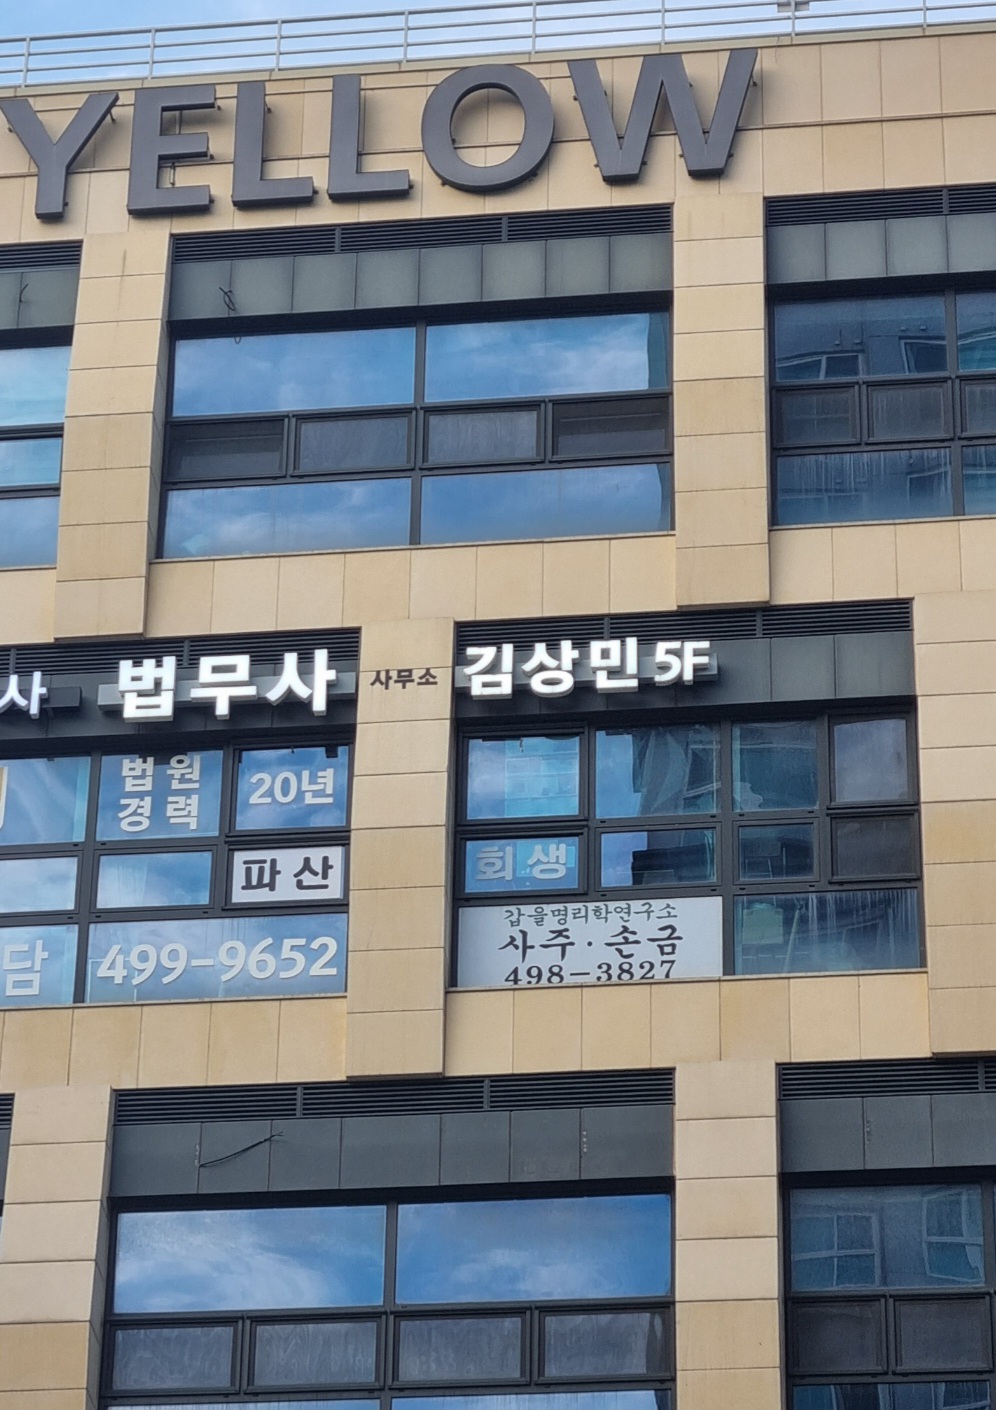 YELLOW
사 법무사 사무소 김상민 5F
법원
경력
20년
파산
담 499-9652
회생
갑·을명리학연구소
사주·손금
498-3827